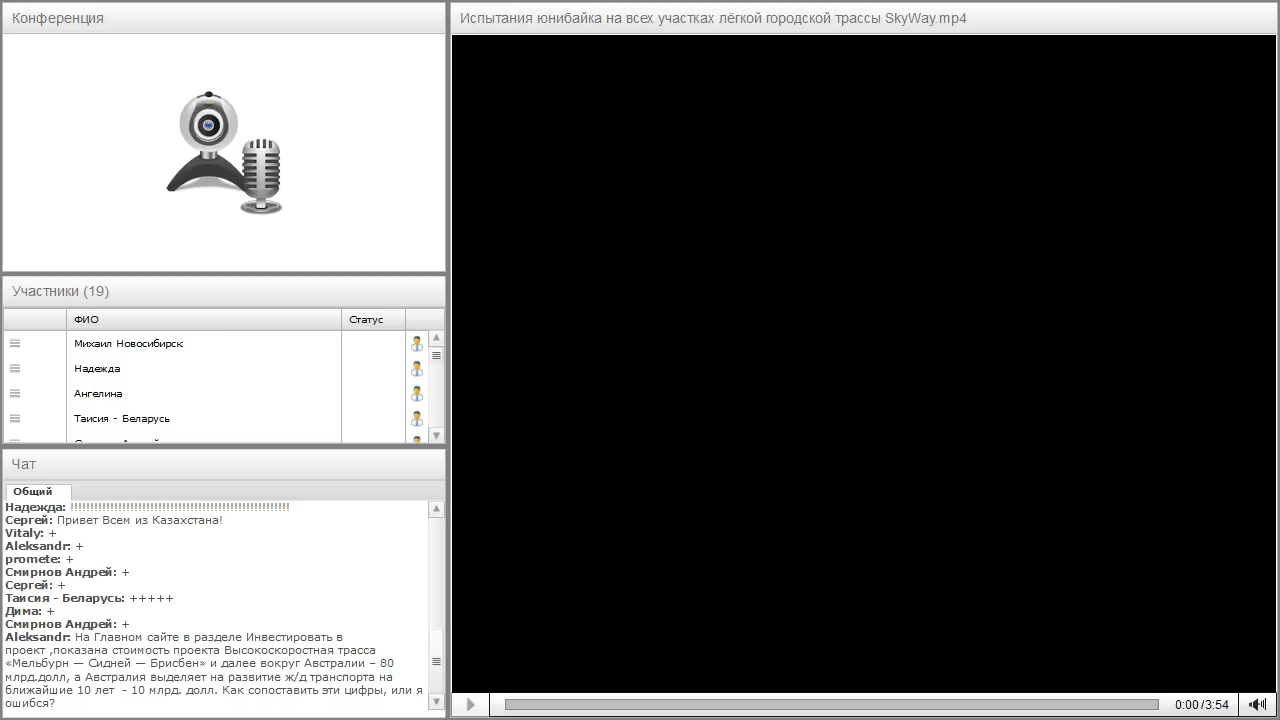 Конференция
Испытания юнибайка на всех участках лёгкой городской трассы SkyWay.mp4
Участники (19)
ФИО
Статус
Михаил Новосибирск
Надежда
Ангелина
Таисия - Беларусь
Чат
Общий
Надежда: !!!!!!!!!!!!!!!!!!!!!!!!!!!!!!!!!!!!!!!!!!!!!!!!!!!!!!!
Сергей: Привет Всем из Казахстана!
Vitaly: +
Aleksandr: +
promete: +
Смирнов Андрей: +
Сергей: +
Таисия - Беларусь: +++++
Дима: +
Смирнов Андрей: +
Aleksandr: На Главном сайте в разделе Инвестировать в
проект ,показана стоимость проекта Высокоскоростная трасса
«Мельбурн — Сидней — Брисбен» и далее вокруг Австралии – 80
млрд.долл, а Австралия выделяет на развитие ж/д транспорта на
ближайшие 10 лет - 10 млрд. долл. Как сопоставить эти цифры, или я
ошибся?
0:00/3:54